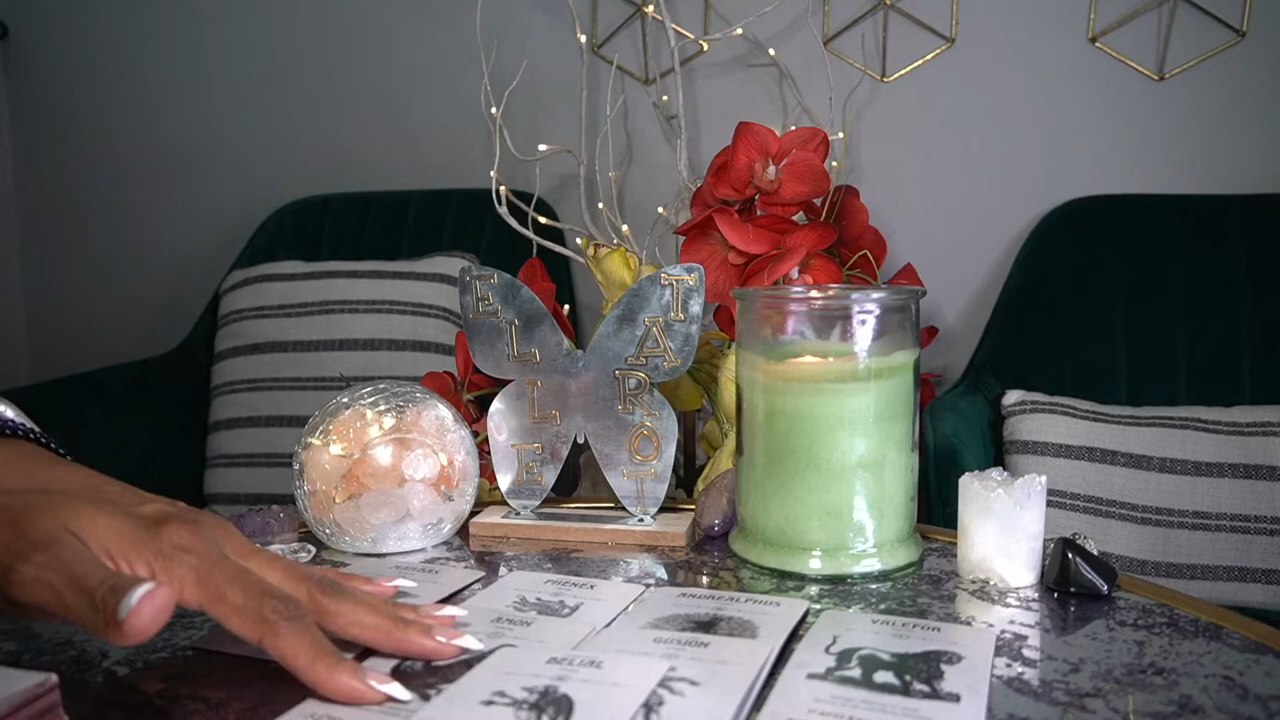 ELLE
TAROT
PHENEX
AMON
ANDREALPHUS
GUSION
VALEFOR
BELIAL